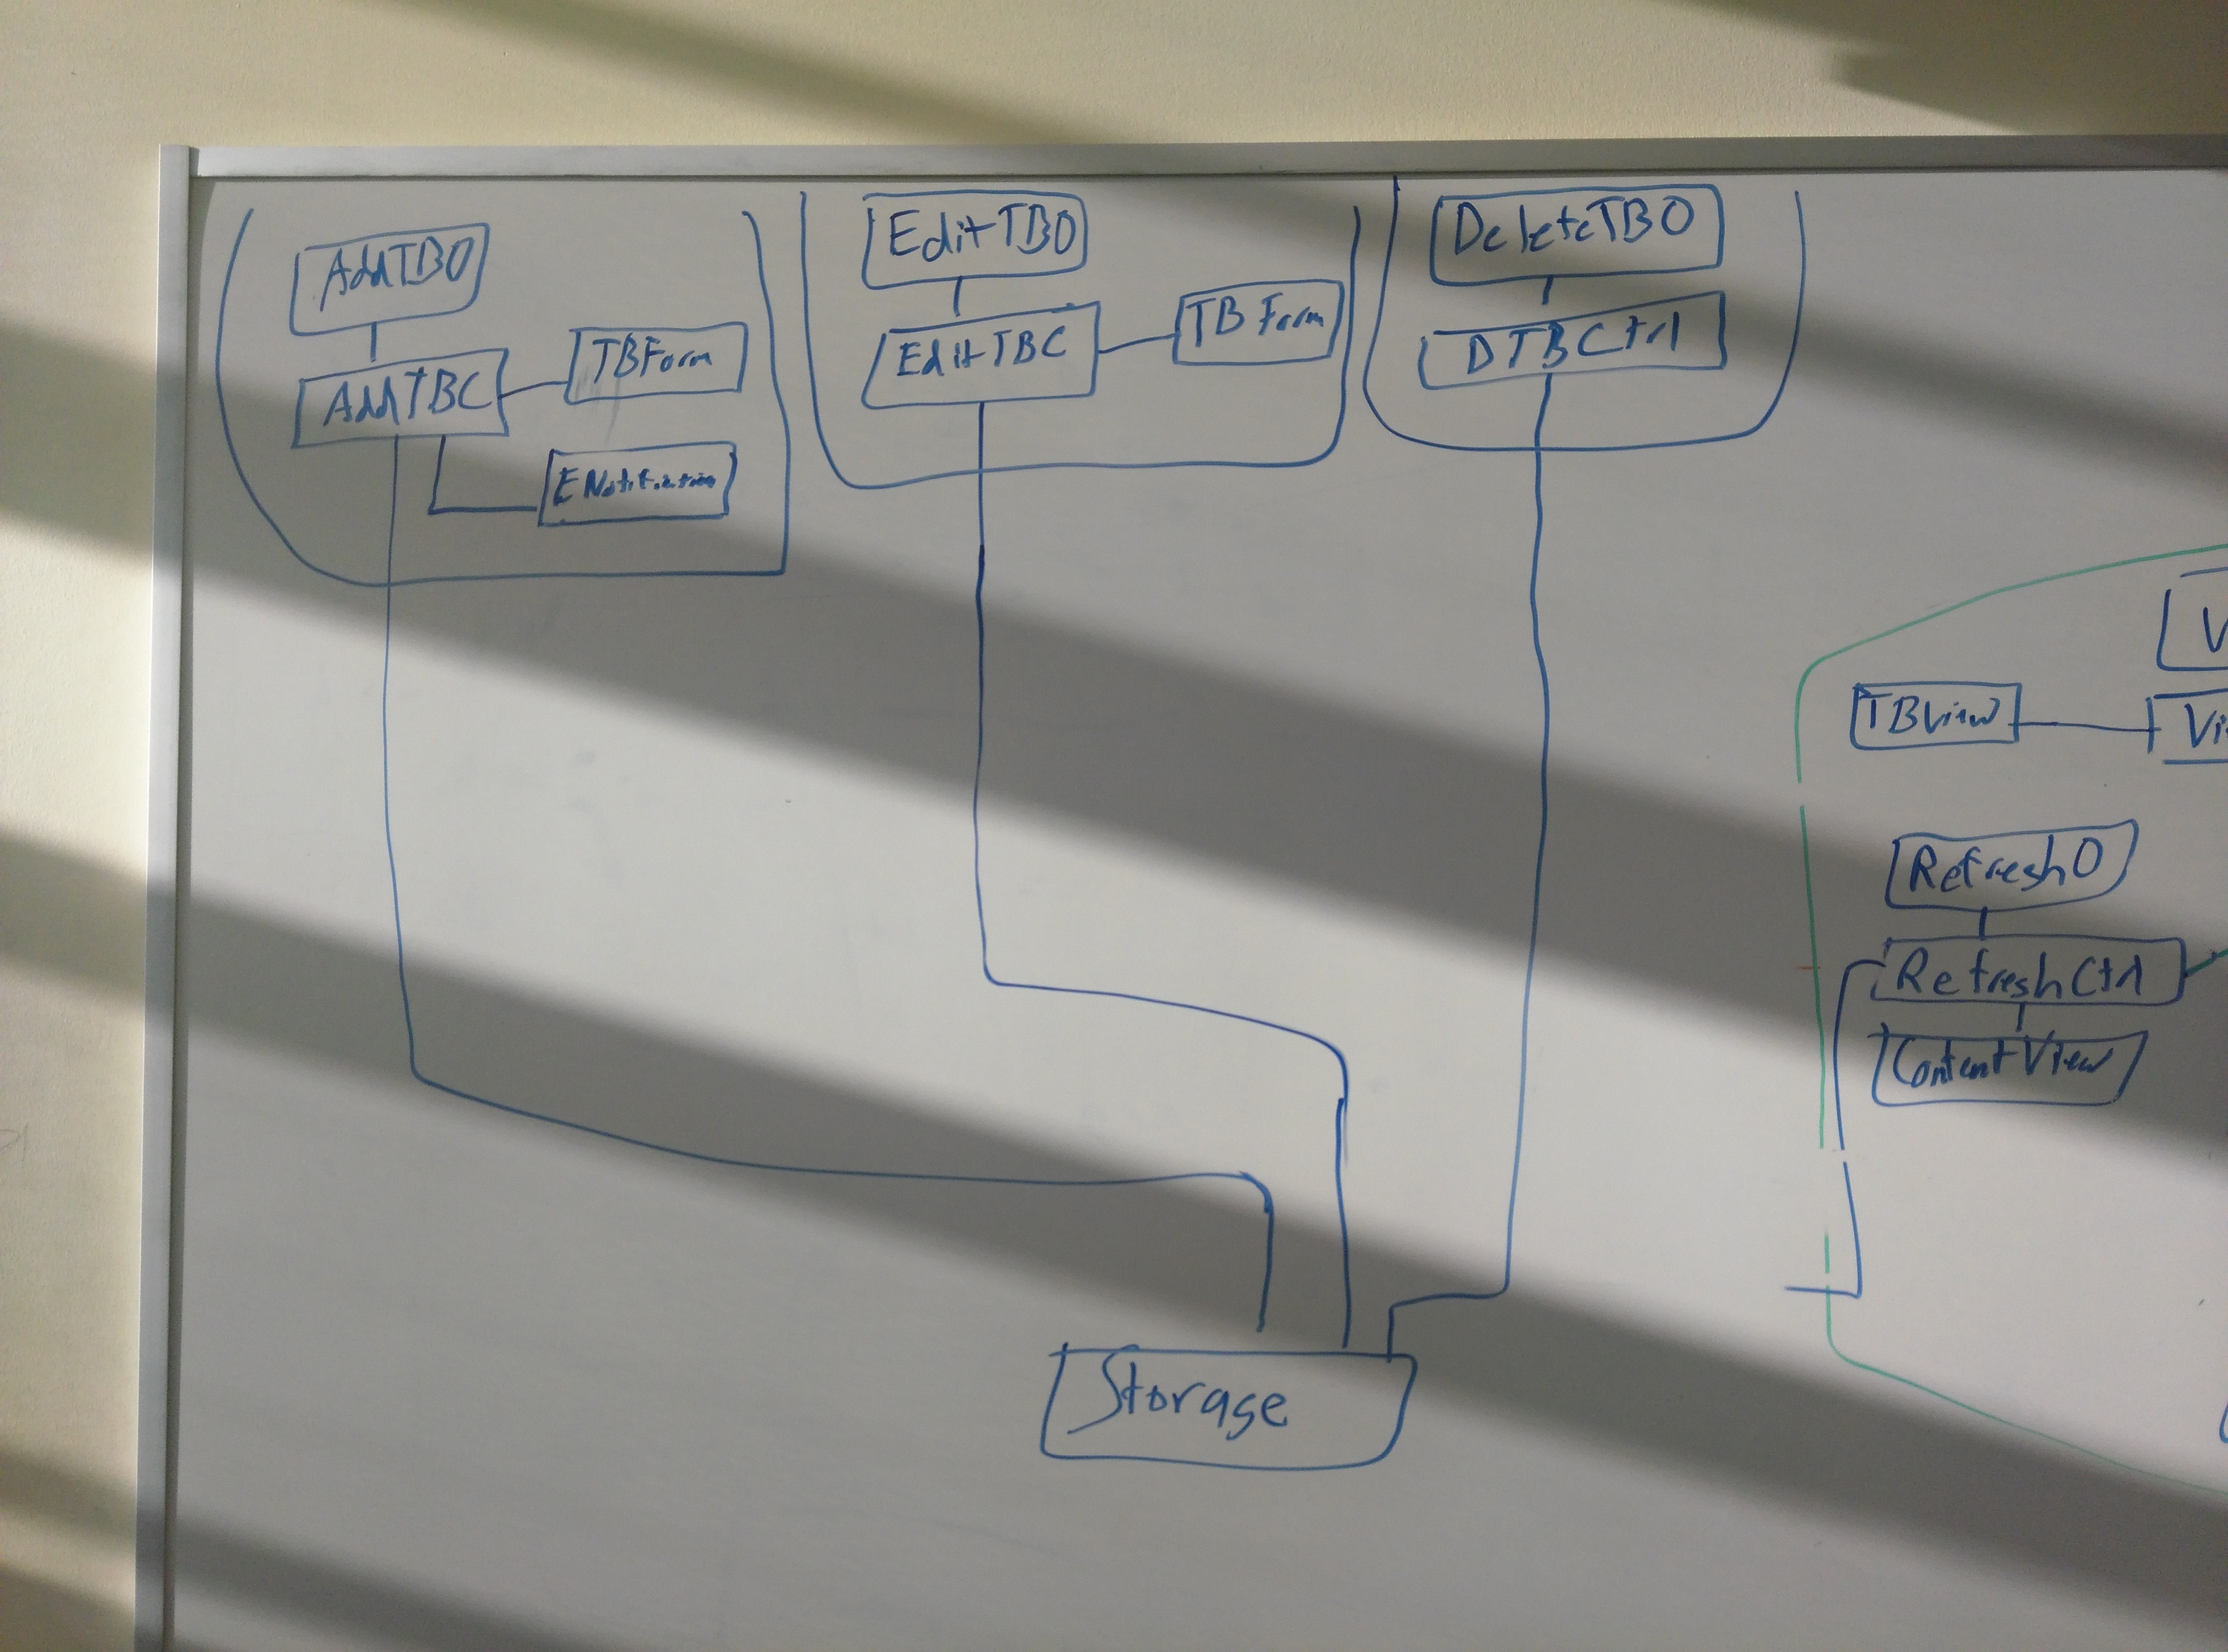 AddTBO
AddTBC
TBForm
ENotification
EditTBO
EditTBC
TB Form
DeleteTBO
DTBCtrl
TBView
V
Vi
RefreshO
RefreshCtrl
ContentView
Storage